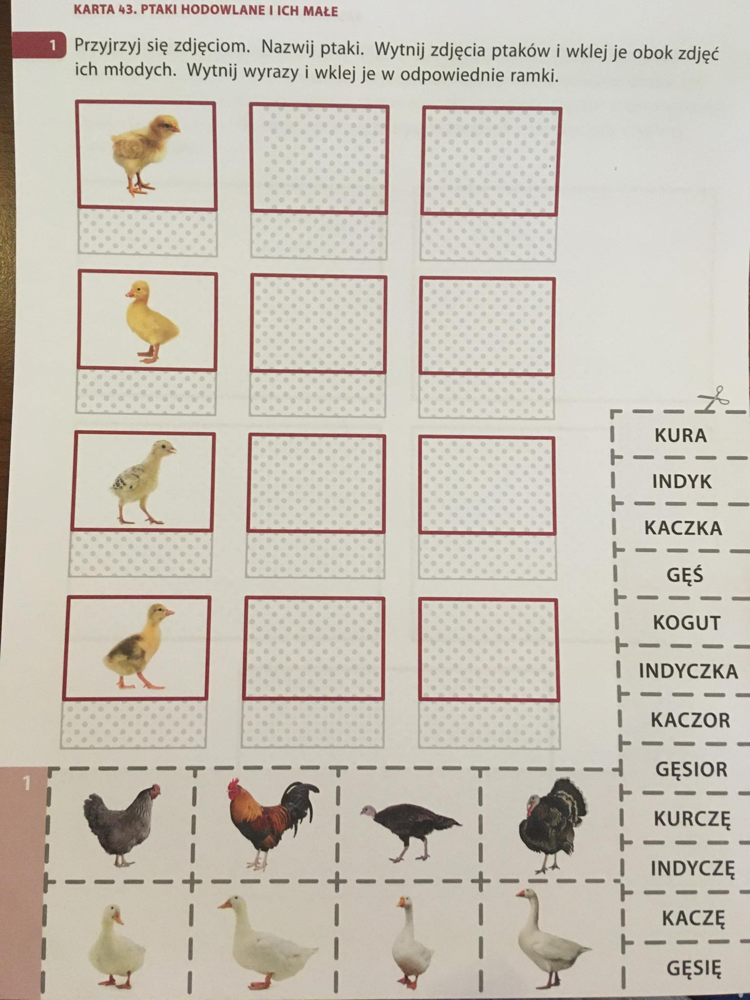 KARTA 43. PTAKI HODOWLANE I ICH MAŁE
1
Przyjrzyj się zdjęciom. Nazwij ptaki. Wytnij zdjęcia ptaków i wklej je obok zdjęć
ich młodych. Wytnij wyrazy i wklej je w odpowiednie ramki.
KURA
INDYK
KACZKA
GĘŚ
KOGUT
INDYCZKA
KACZOR
GĘSIOR
KURCZĘ
INDYCZĘ
KACZĘ
GĘSIĘ
1